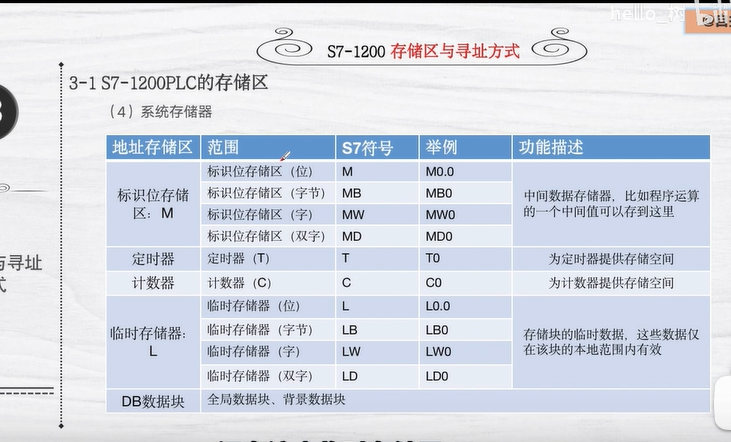 hello_
S7-1200 存储区与寻址方式
3-1 S7-1200PLC的存储区
（4）系统存储器
地址存储区 范围 S7符号 举例 功能描述
标识位存储区：M
标识位存储区（位） M M0.0
标识位存储区（字节） MB MB0
标识位存储区（字） MW MW0
标识位存储区（双字） MD MD0
中间数据存储器，比如程序运算
的一个中间值可以存到这里
定时器 定时器（T） T T0 为定时器提供存储空间
计数器 计数器（C） C C0 为计数器提供存储空间
临时存储器：
L
临时存储器（位） L L0.0
临时存储器（字节） LB LB0
临时存储器（字） LW LW0
临时存储器（双字） LD LD0
存储块的临时数据，这些数据仅
在该块的本地范围内有效
DB数据块 全局数据块、背景数据块
与寻址
式